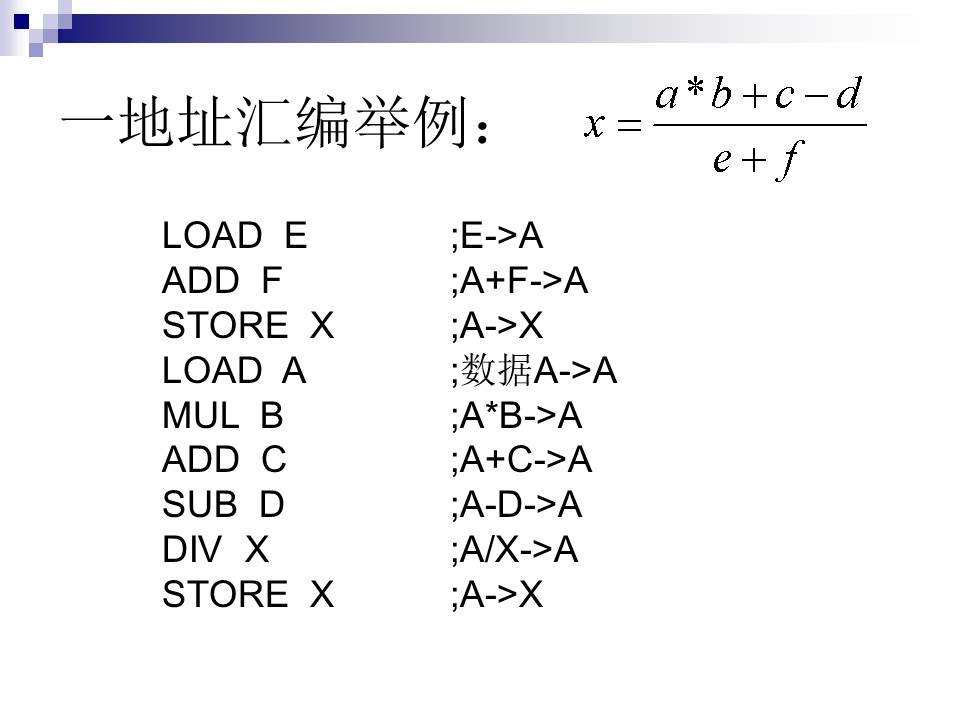 一地址汇编举例：
x = \frac{a*b+c-d}{e+f}
LOAD E ;E->A
ADD F ;A+F->A
STORE X ;A->X
LOAD A ;数据A->A
MUL B ;A*B->A
ADD C ;A+C->A
SUB D ;A-D->A
DIV X ;A/X->A
STORE X ;A->X